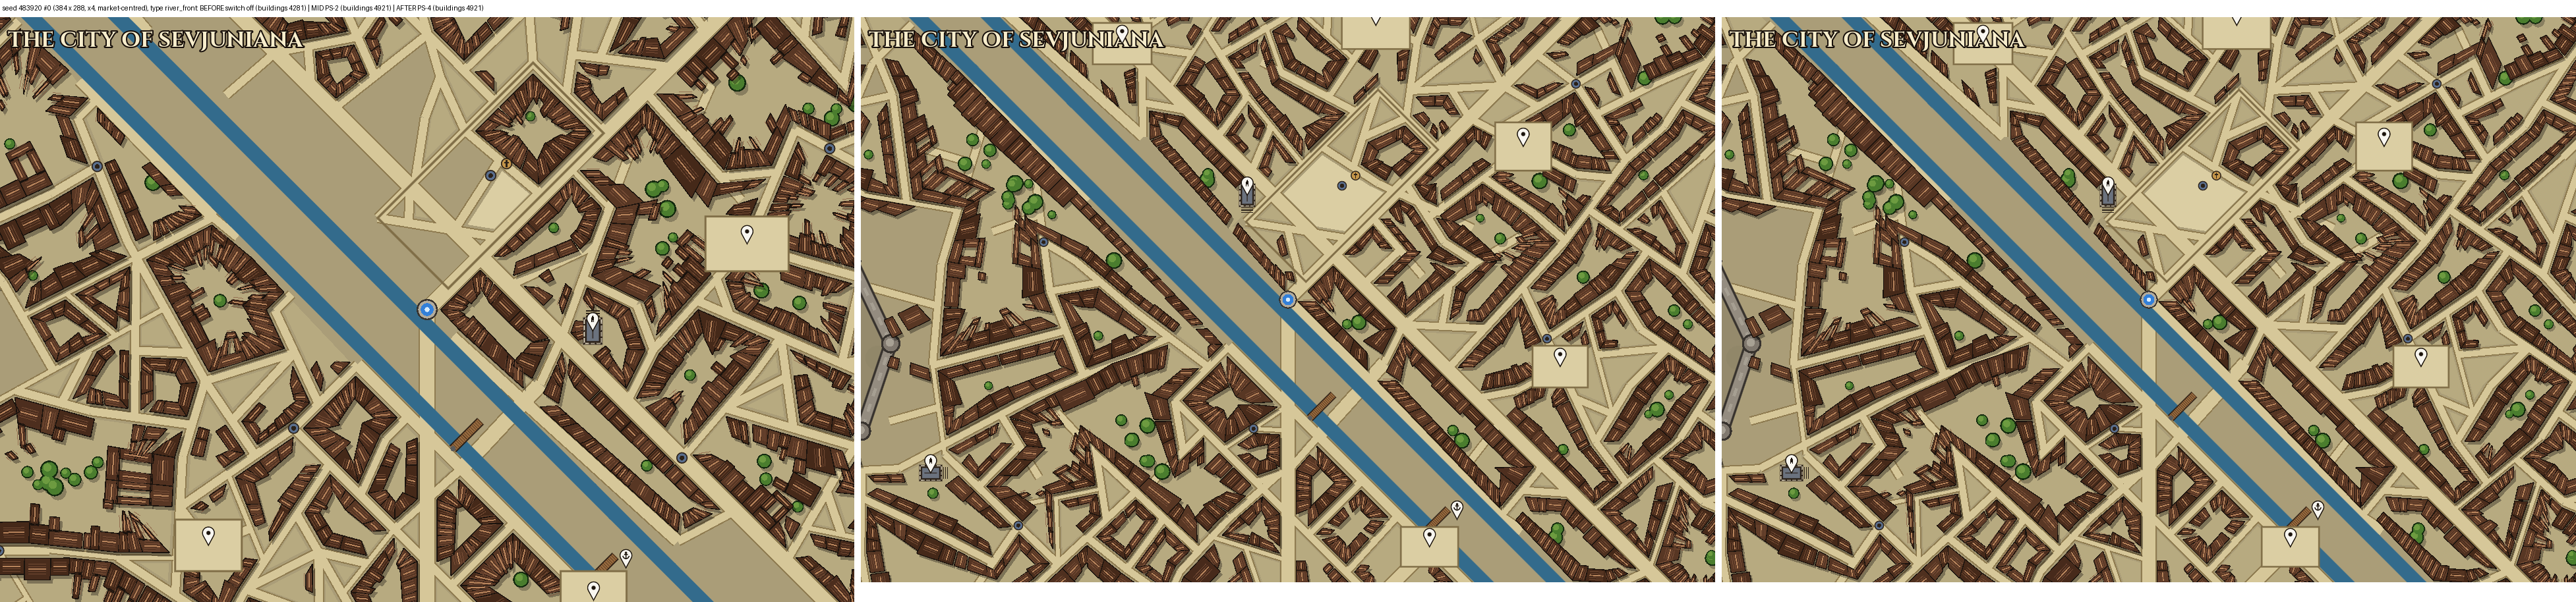 seed 483920 #0 (384 x 288, x4, market-centred), type river_front BEFORE switch off (buildings 4281) | MID PS-2 (buildings 4921) | AFTER PS-4 (buildings 4921)
THE CITY OF SEVJUNIANA
THE CITY OF SEVJUNIANA
THE CITY OF SEVJUNIANA